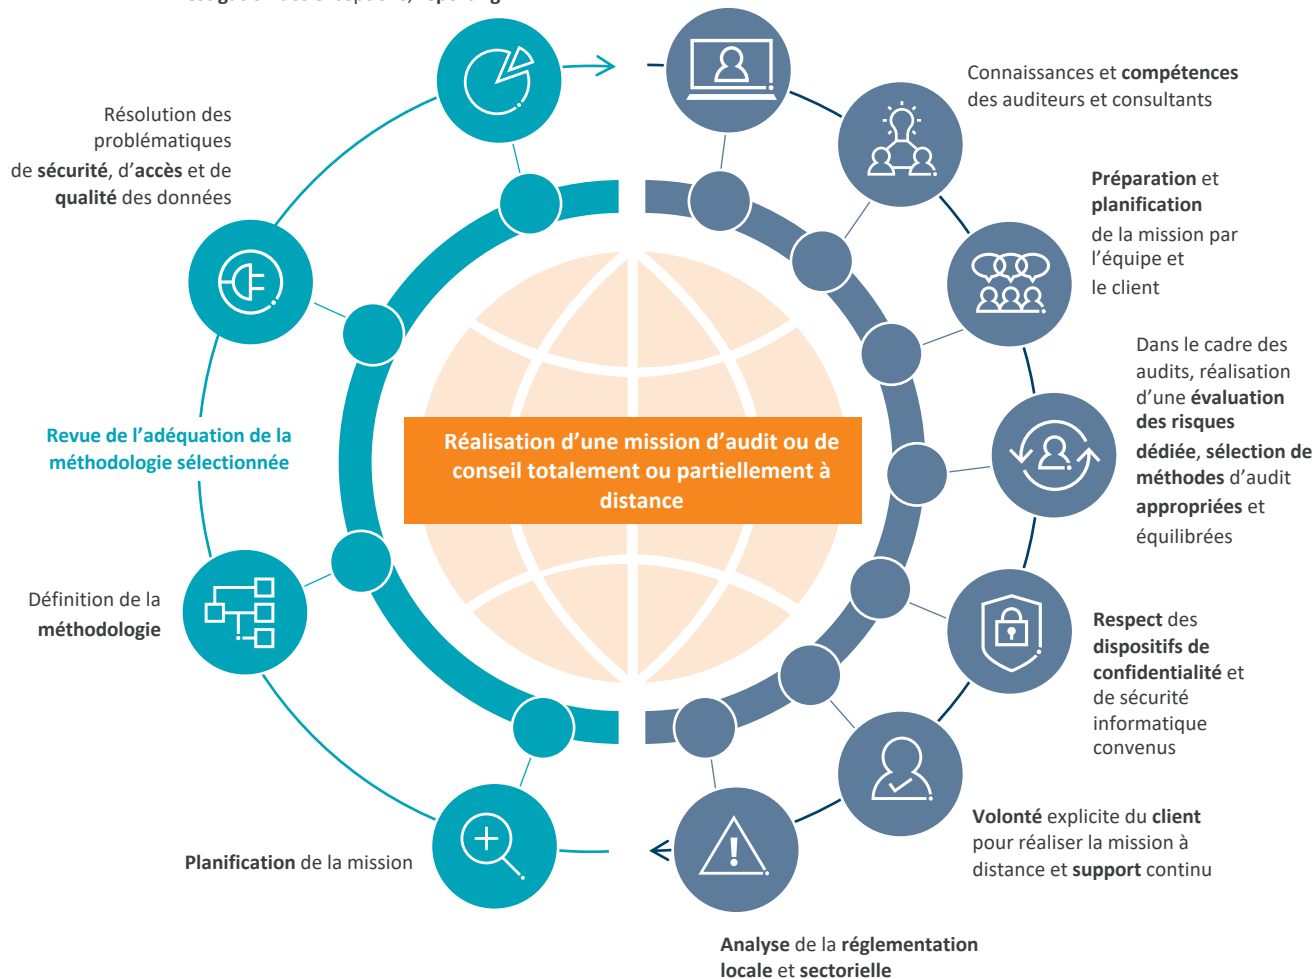 Connaissances et compétences
des auditeurs et consultants
Résolution des
problématiques
de sécurité, d’accès et de
qualité des données
Préparation et
planification
de la mission par
l’équipe et
le client
Dans le cadre des
audits, réalisation
d’une évaluation
des risques
dédiée, sélection de
méthodes d’audit
appropriées et
équilibrées
Revue de l’adéquation de la
méthodologie sélectionnée
Réalisation d’une mission d’audit ou de
conseil totalement ou partiellement à
distance
Définition de la
méthodologie
Respect des
dispositifs de
confidentialité et
de sécurité
informatique
convenus
Volonté explicite du client
pour réaliser la mission à
distance et support continu
Planification de la mission
Analyse de la réglementation
locale et sectorielle